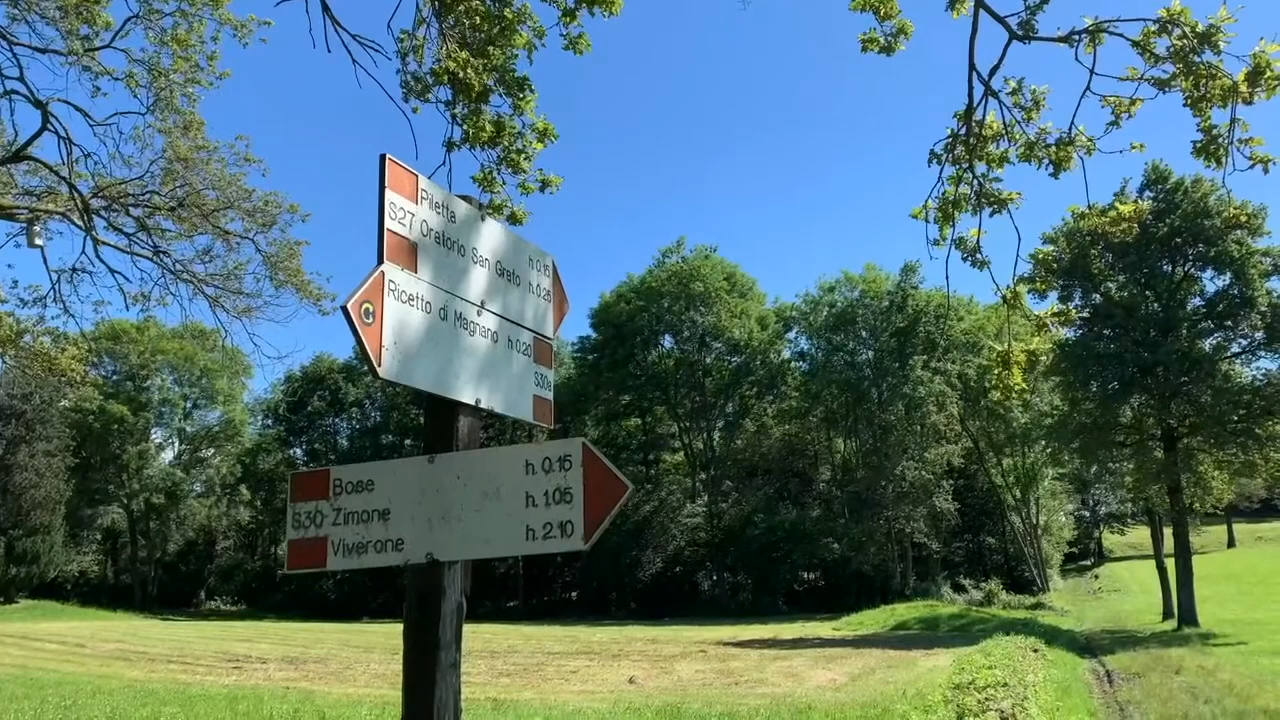 Piletta h 0.15
S27 Oratorio San Grato h 0.25
C
Ricetto di Magnano h 0.20
S30a
Bose h. 0.15
S30 Zimone h. 1.05
Viverone h. 2.10